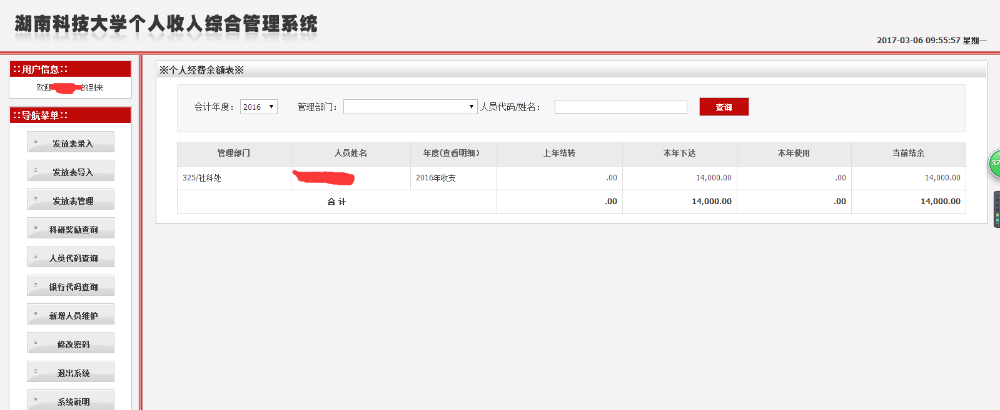 湖南科技大学个人收入综合管理系统
2017-03-06 09:55:57 星期一
::用户信息::
欢迎 的到来
::导航菜单::
发放表录入
发放表导入
发放表管理
科研奖励查询
人员代码查询
银行代码查询
新增人员维护
修改密码
退出系统
系统说明
※个人经费余额表※
会计年度： 2016 管理部门： 人员代码/姓名： 查询
管理部门 人员姓名 年度(查看明细） 上年结转 本年下达 本年使用 当前结余
325/社科处 2016年收支 .00 14,000.00 .00 14,000.00
合 计 .00 14,000.00 .00 14,000.00
37